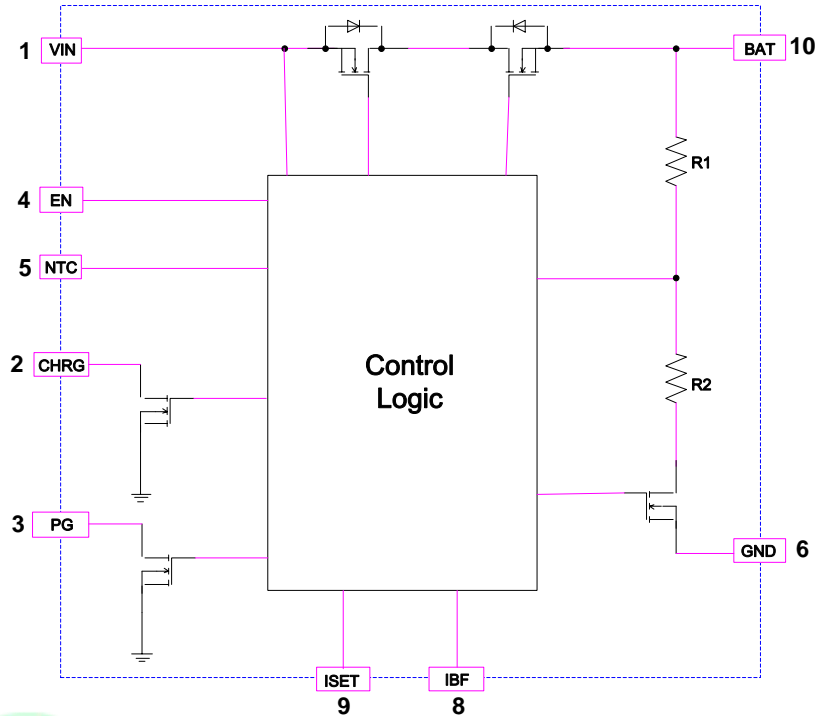 1 VIN
BAT 10
R1
4 EN
5 NTC
2 CHRG
Control
Logic
R2
3 PG
GND 6
ISET
IBF
9
8